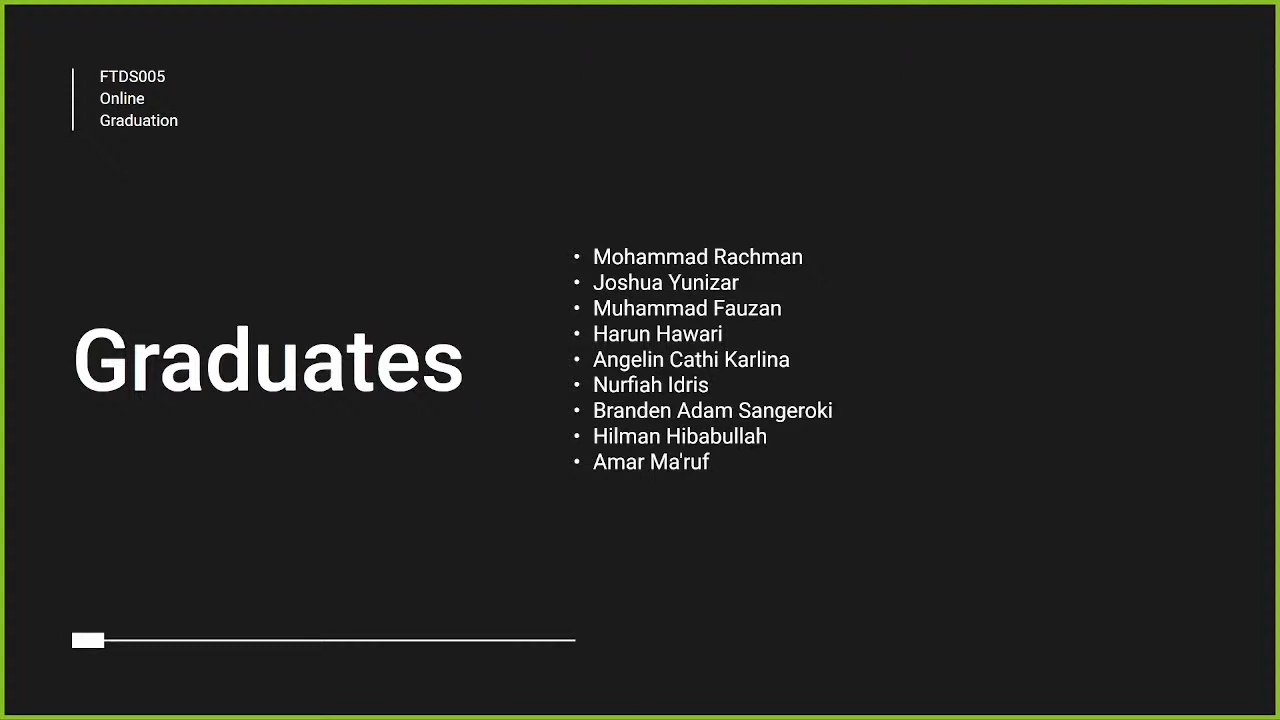 FTDS005
Online
Graduation
Graduates
• Mohammad Rachman
• Joshua Yunizar
• Muhammad Fauzan
• Harun Hawari
• Angelin Cathi Karlina
• Nurfiah Idris
• Branden Adam Sangeroki
• Hilman Hibabullah
• Amar Ma'ruf